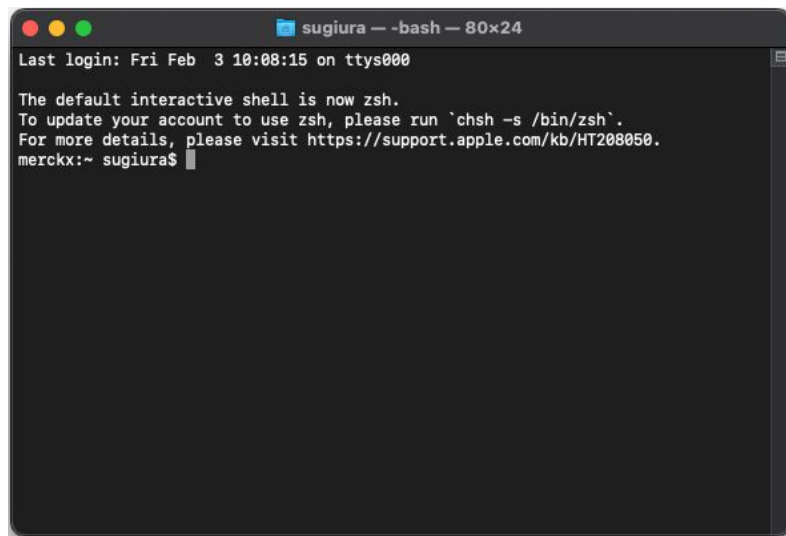 sugiura — -bash — 80×24
Last login: Fri Feb  3 10:08:15 on ttys000
The default interactive shell is now zsh.
To update your account to use zsh, please run `chsh -s /bin/zsh`.
For more details, please visit https://support.apple.com/kb/HT208050.
merckx:~ sugiura$